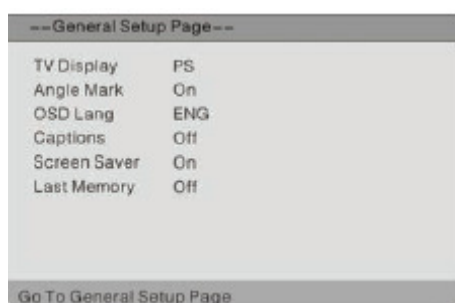 --General Setup Page--
TV Display PS
Angle Mark On
OSD Lang ENG
Captions Off
Screen Saver On
Last Memory Off
Go To General Setup Page